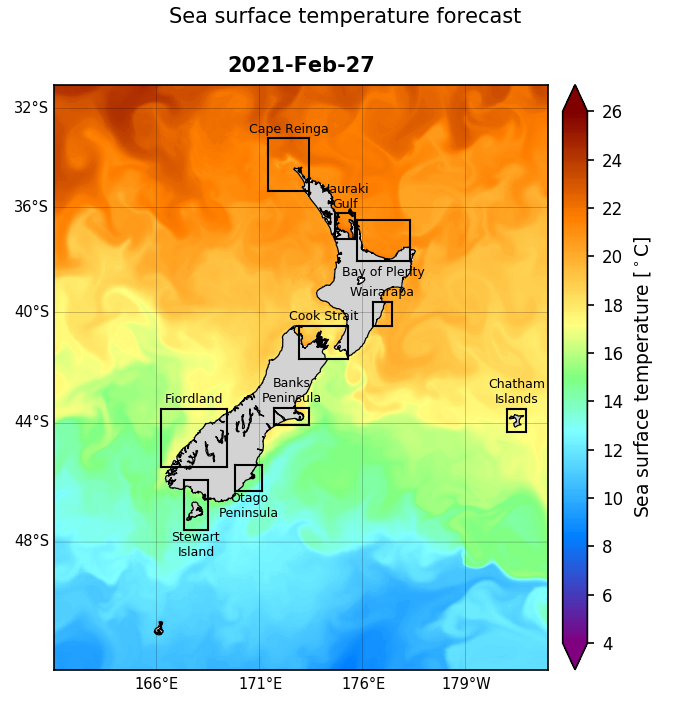 Sea surface temperature forecast
2021-Feb-27
32°S
36°S
40°S
44°S
48°S
166°E
171°E
176°E
179°W
Cape Reinga
Hauraki
Gulf
Bay of Plenty
Wairarapa
Cook Strait
Banks
Peninsula
Fiordland
Chatham
Islands
Otago
Peninsula
Stewart
Island
26
24
22
20
18
16
14
12
10
8
6
4
Sea surface temperature [°C]